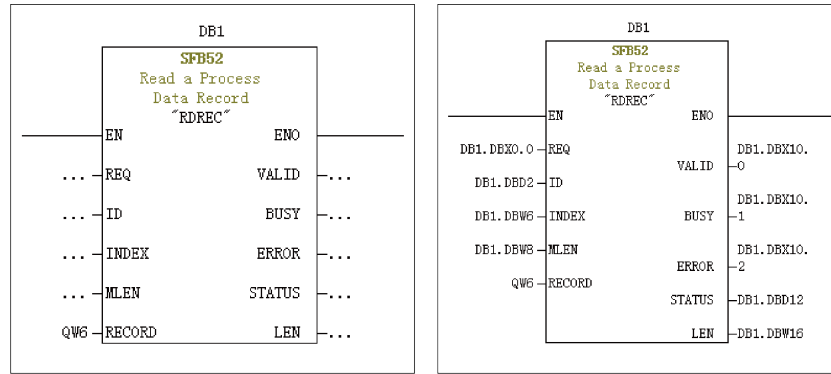 DB1
SFB52
Read a Process
Data Record
"RDREC"
EN ENO
... REQ VALID ...
... ID BUSY ...
... INDEX ERROR ...
... MLEN STATUS ...
QW6 RECORD LEN ...
DB1
SFB52
Read a Process
Data Record
"RDREC"
EN ENO
DB1.DBX0.0 REQ
DB1.DBX10.
VALID 0
DB1.DBD2 ID
DB1.DBX10.
DB1.DBW6 INDEX BUSY 1
DB1.DBW8 MLEN
DB1.DBX10.
ERROR 2
QW6 RECORD
STATUS DB1.DBD12
LEN DB1.DBW16